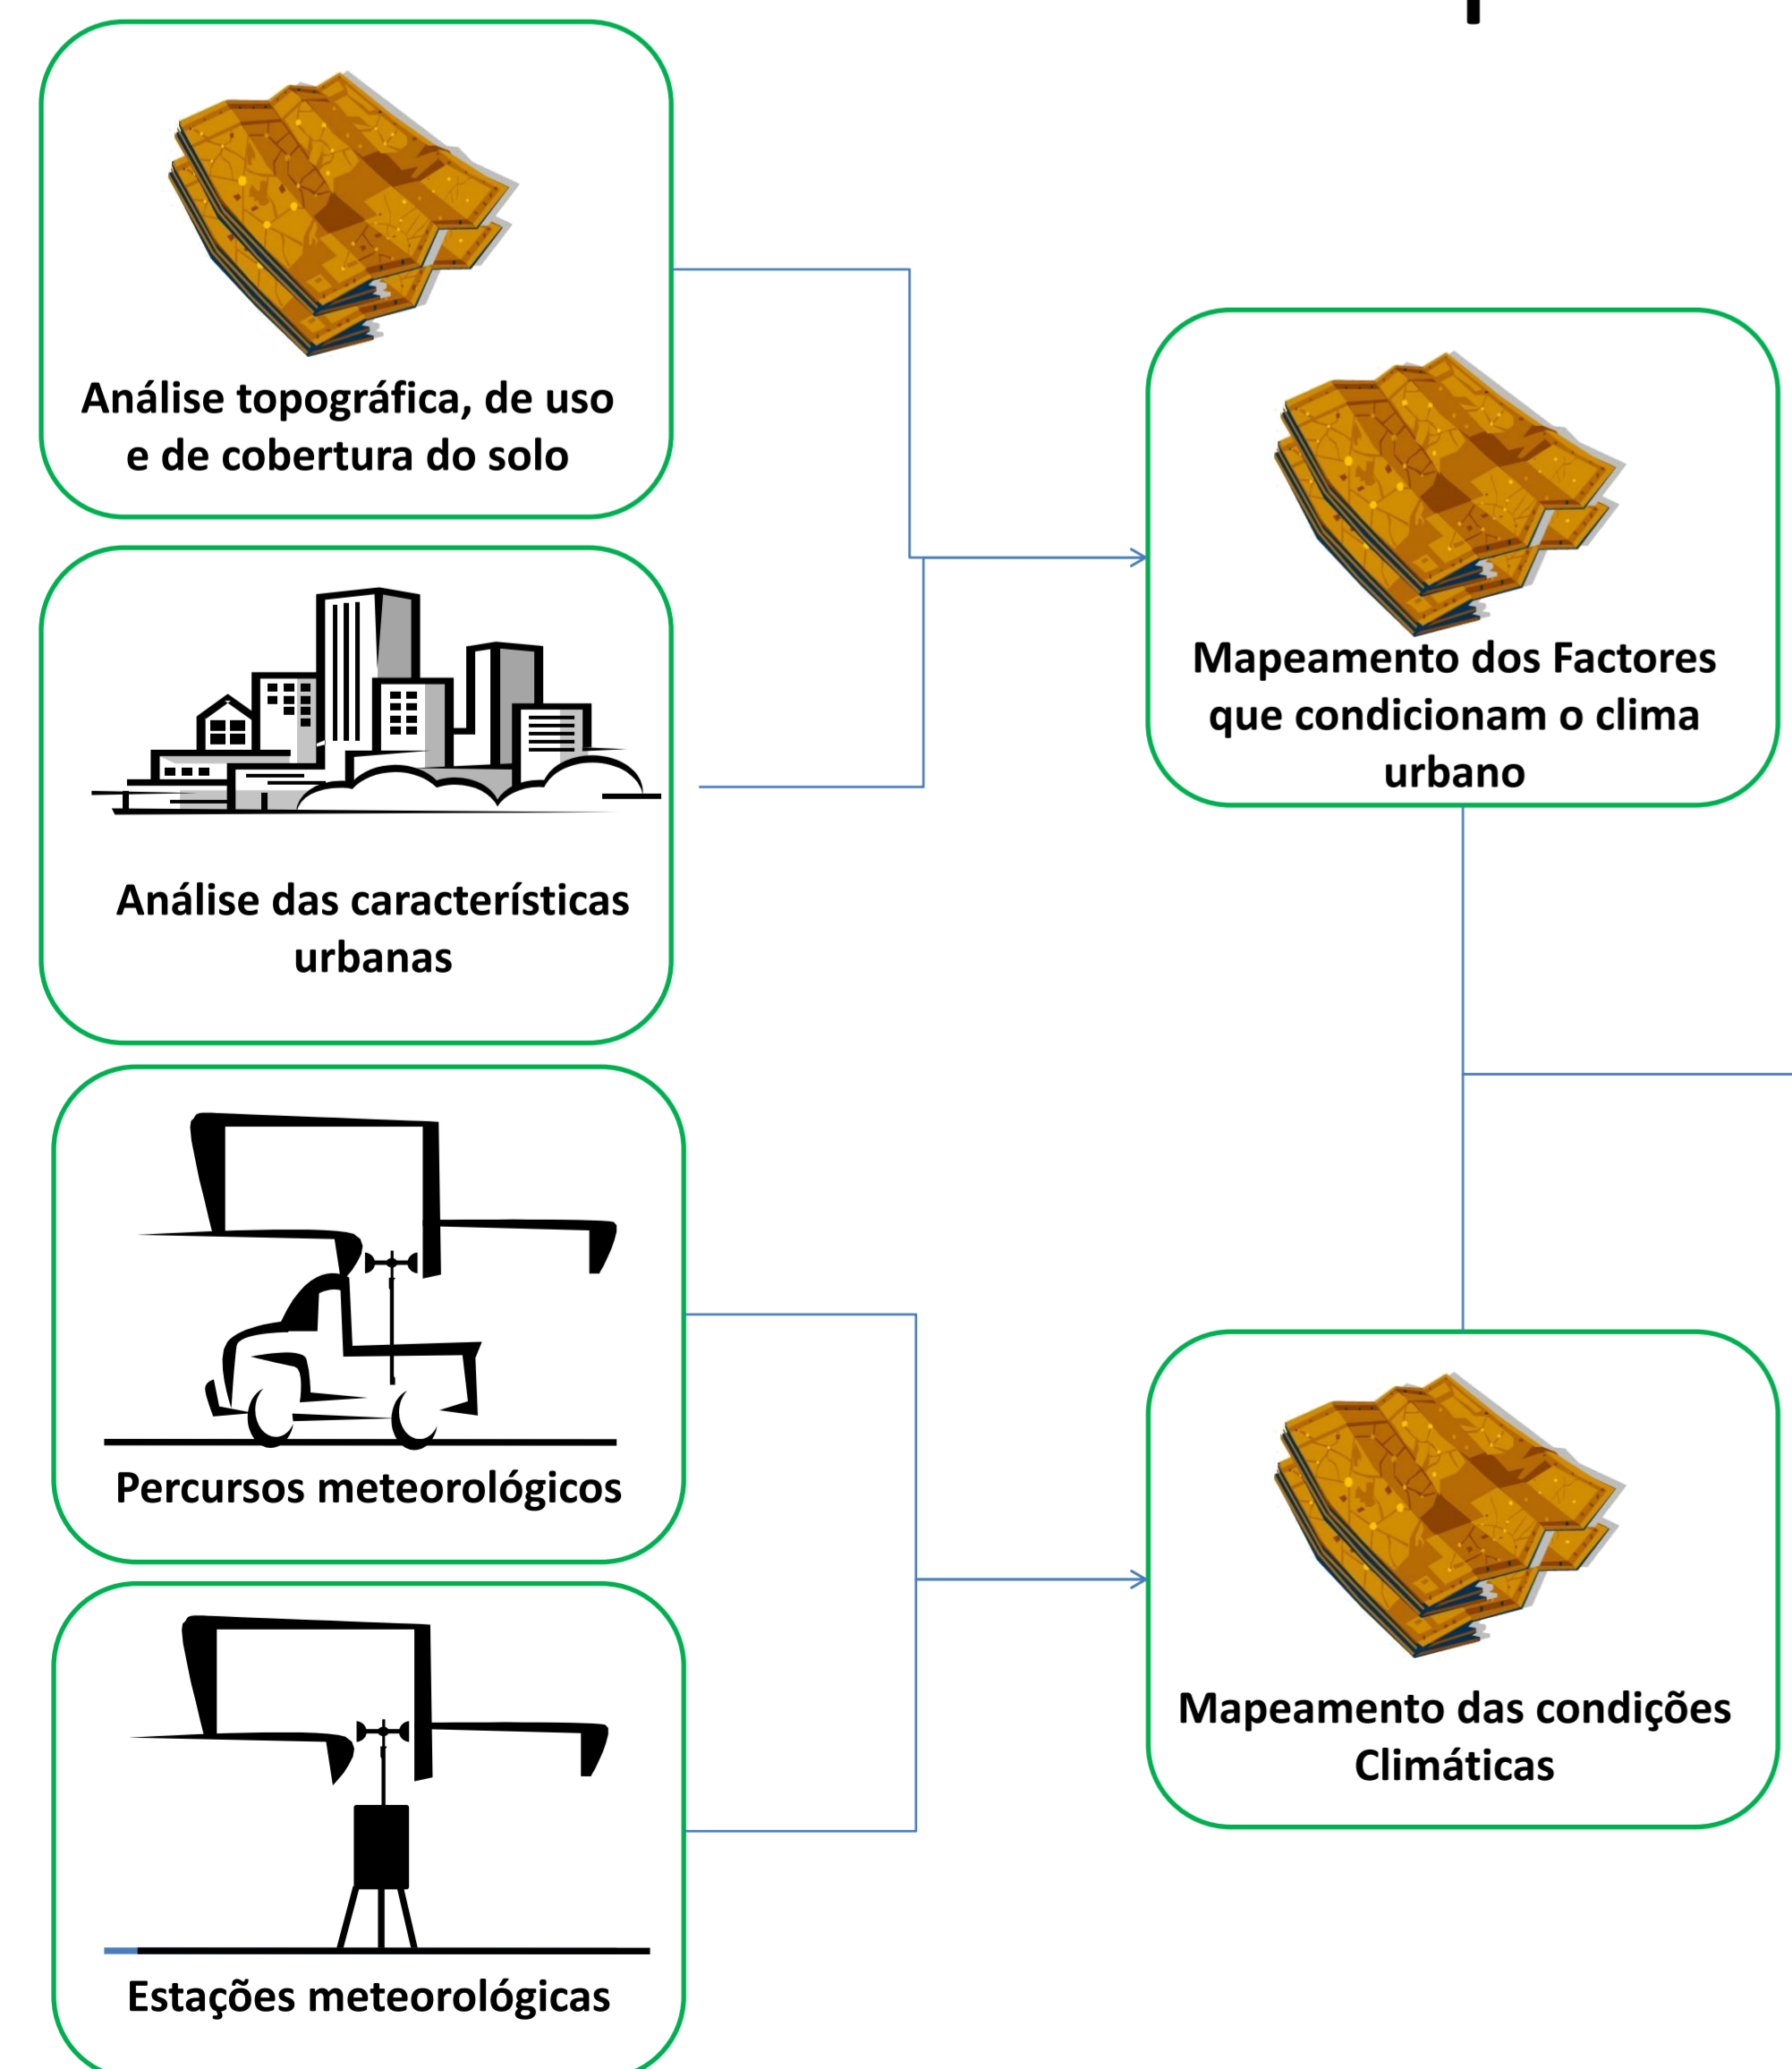 Análise topográfica, de uso
e de cobertura do solo
Análise das características
urbanas
Percursos meteorológicos
Estações meteorológicas
Mapeamento dos Factores
que condicionam o clima
urbano
Mapeamento das condições
Climáticas